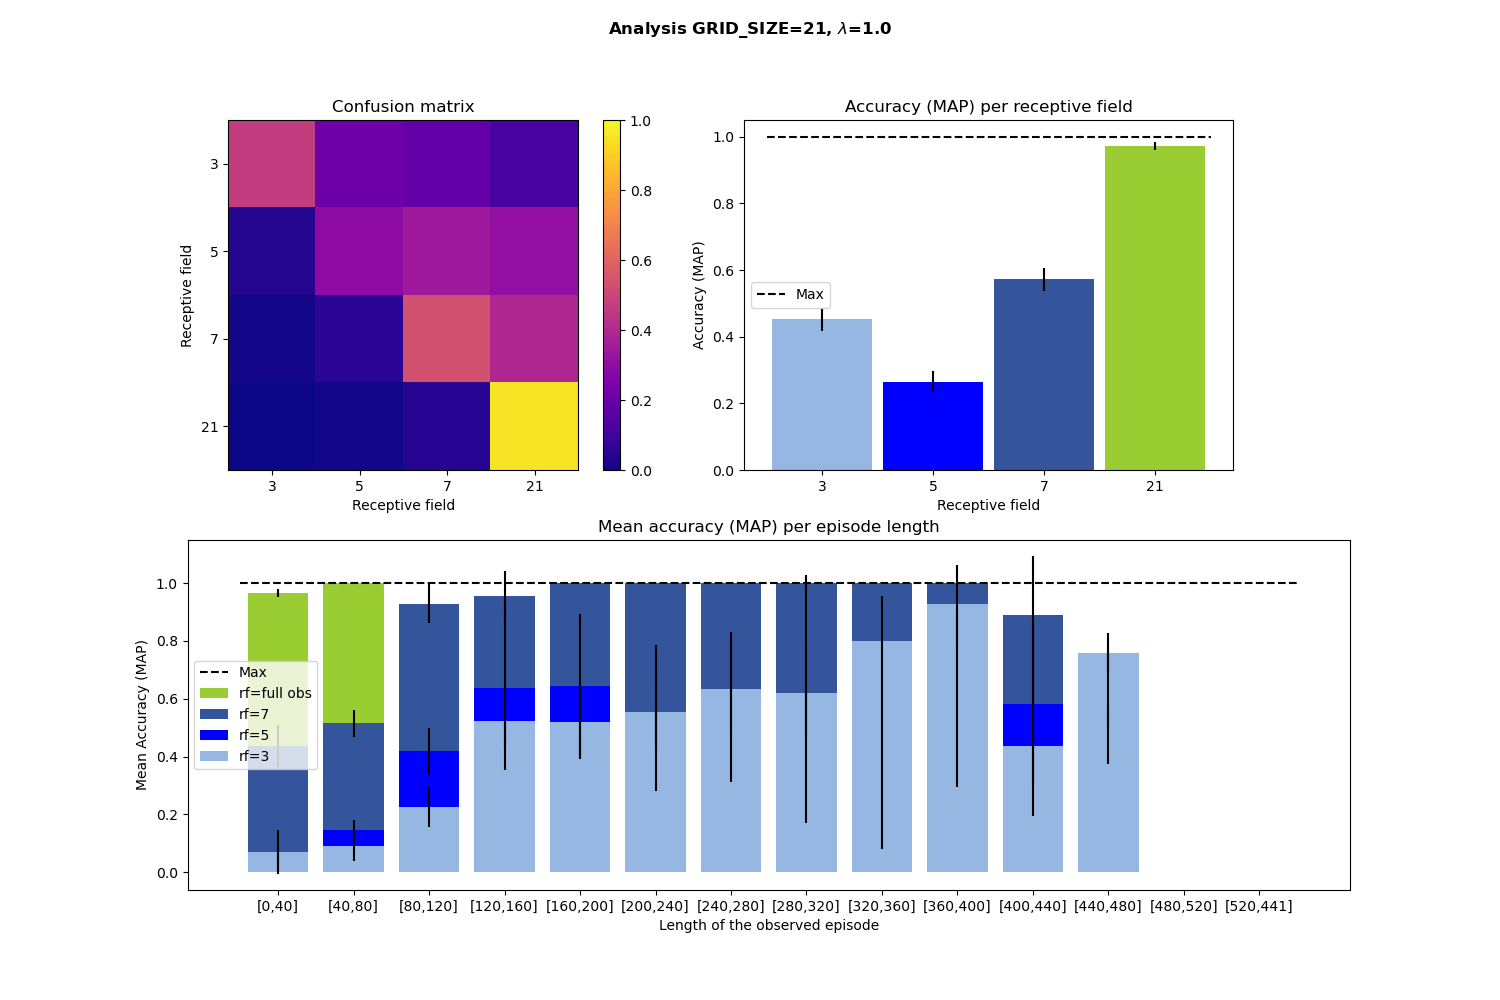 Analysis GRID_SIZE=21, λ=1.0
Confusion matrix
Receptive field
3
5
7
21
3 5 7 21
Receptive field
1.0
0.8
0.6
0.4
0.2
0.0
Accuracy (MAP) per receptive field
Accuracy (MAP)
1.0
0.8
0.6
0.4
0.2
0.0
Max
3 5 7 21
Receptive field
Mean accuracy (MAP) per episode length
Mean Accuracy (MAP)
1.0
0.8
0.6
0.4
0.2
0.0
Max
rf=full obs
rf=7
rf=5
rf=3
[0,40] [40,80] [80,120] [120,160] [160,200] [200,240] [240,280] [280,320] [320,360] [360,400] [400,440] [440,480] [480,520] [520,441]
Length of the observed episode